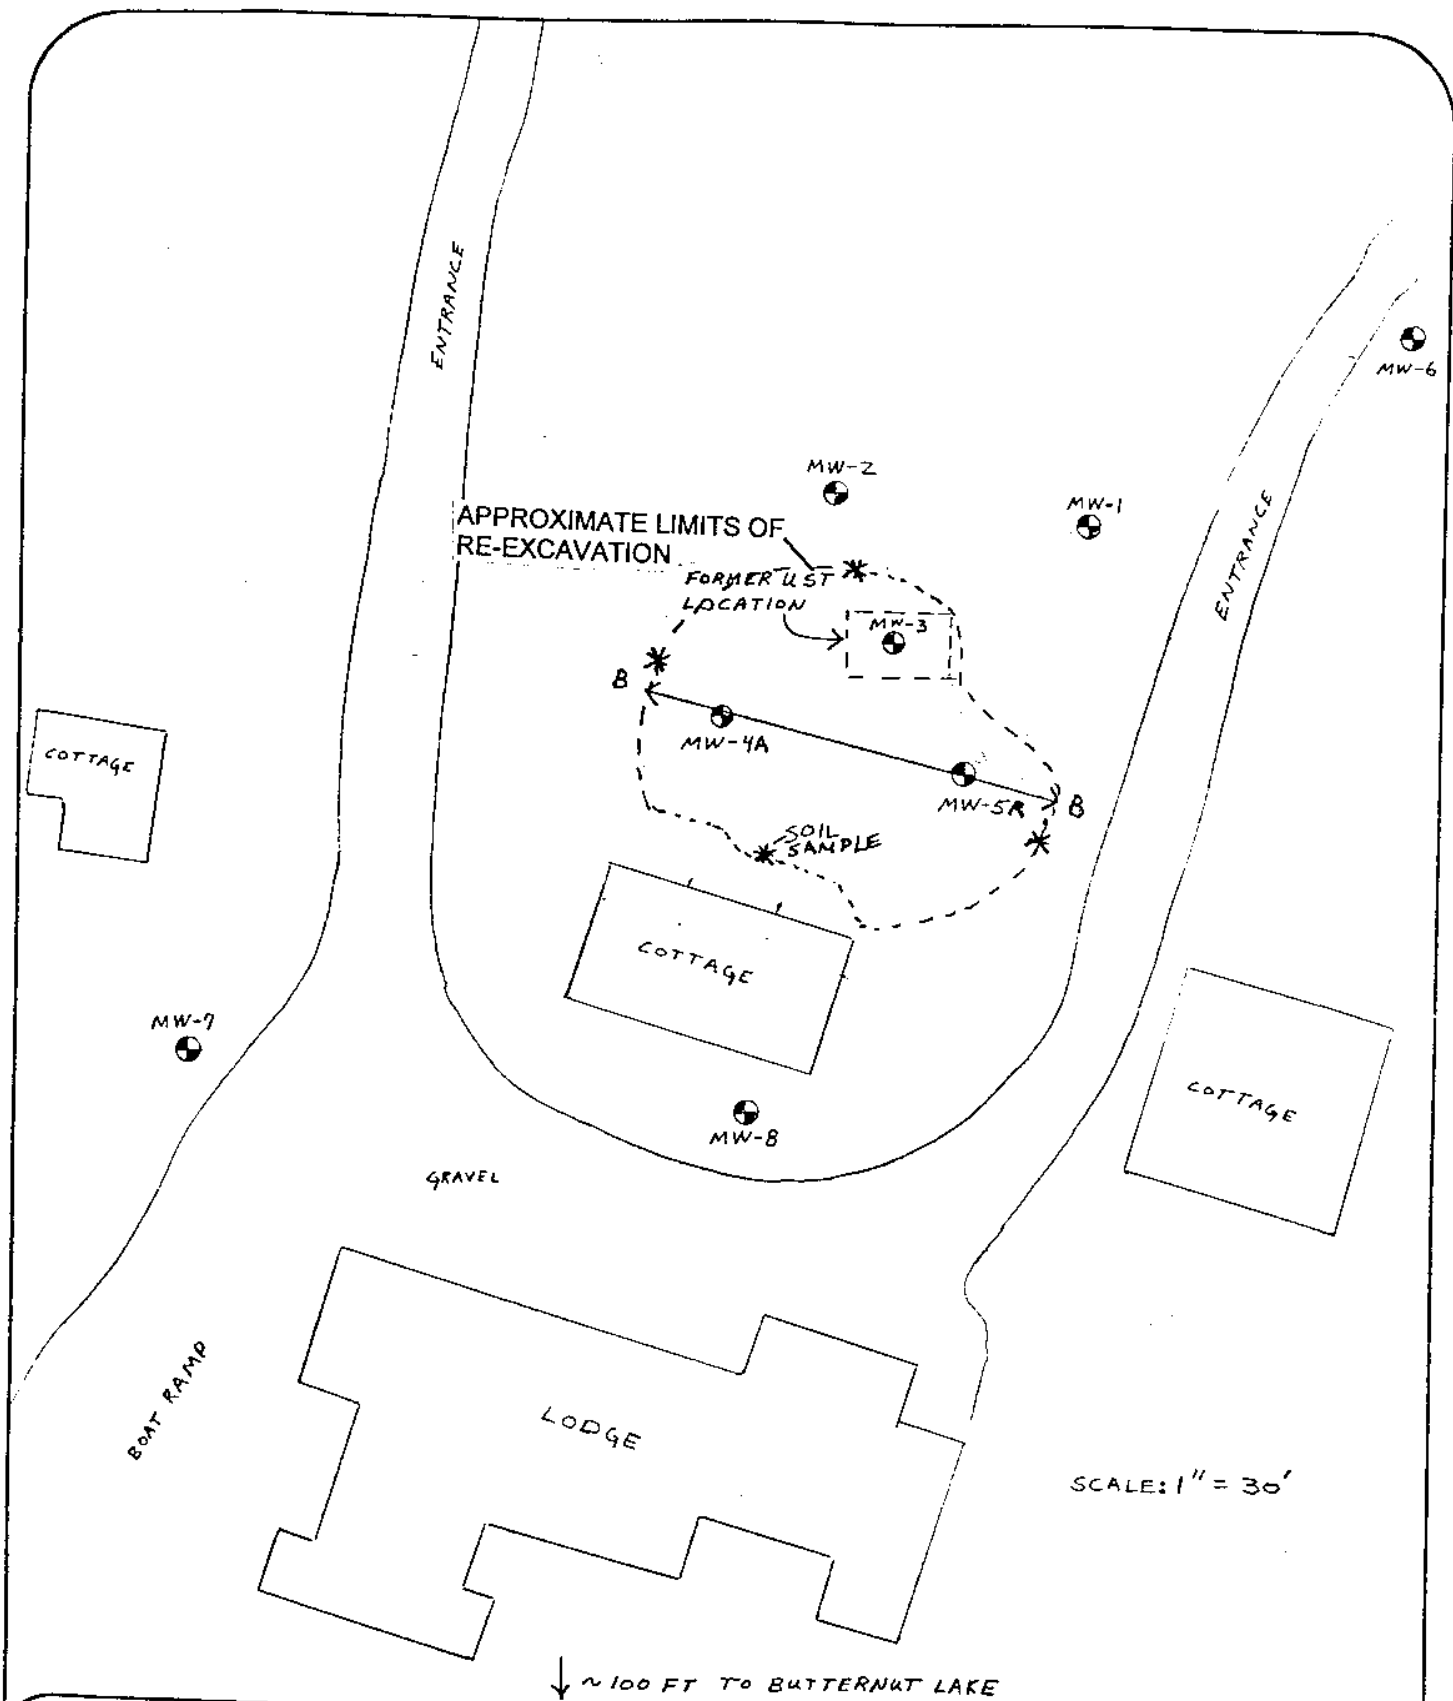 ENTRANCE
MW-6
MW-2
MW-1
APPROXIMATE LIMITS OF
RE-EXCAVATION
FORMER UST
LOCATION
MW-3
ENTRANCE
B
MW-4A
MW-5R
B
COTTAGE
SOIL
SAMPLE
COTTAGE
MW-7
COTTAGE
MW-8
GRAVEL
BOAT RAMP
LODGE
SCALE: 1" = 30'
~100 FT TO BUTTERNUT LAKE